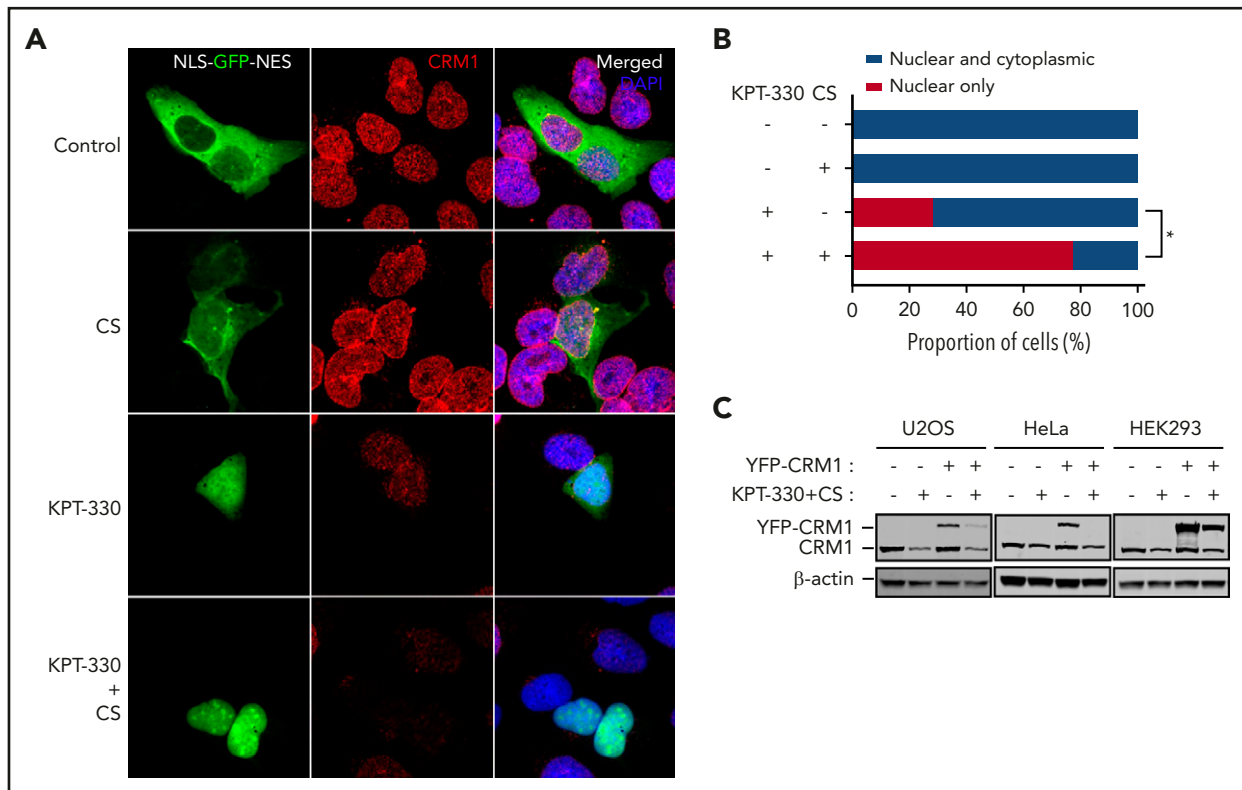 A
NLS-GFP-NES
CRM1
Merged
DAPI
Control
CS
KPT-330
KPT-330
+
CS
B
Nuclear and cytoplasmic
Nuclear only
KPT-330 CS
- -
- +
+ -
+ +
*
0 20 40 60 80 100
Proportion of cells (%)
C
U2OS HeLa HEK293
YFP-CRM1 : - - + + - - + + - - + +
KPT-330+CS : - + - + - + - + - + - +
YFP-CRM1
CRM1
β-actin